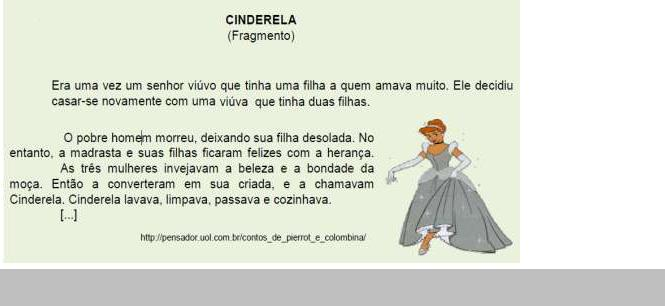 CINDERELA
(Fragmento)
Era uma vez um senhor viúvo que tinha uma filha a quem amava muito. Ele decidiu
casar-se novamente com uma viúva que tinha duas filhas.
O pobre homem morreu, deixando sua filha desolada. No
entanto, a madrasta e suas filhas ficaram felizes com a herança.
As três mulheres invejavam a beleza e a bondade da
moça. Então a converteram em sua criada, e a chamavam
Cinderela. Cinderela lavava, limpava, passava e cozinhava.
[...]
http://pensador.uol.com.br/contos_de_pierrot_e_colombina/